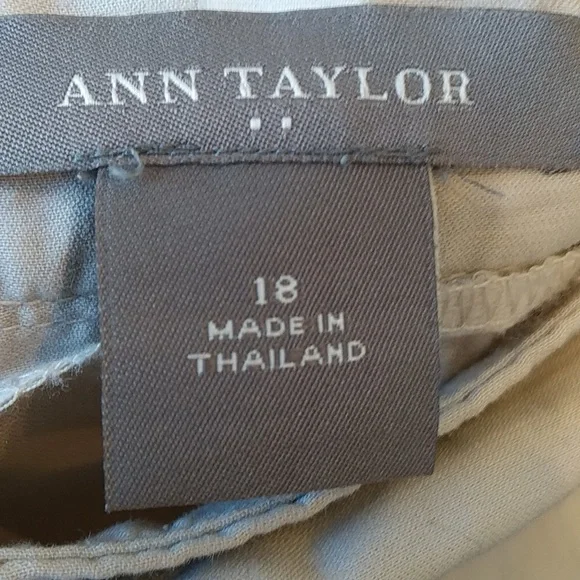 ANN TAYLOR
18
MADE IN
THAILAND